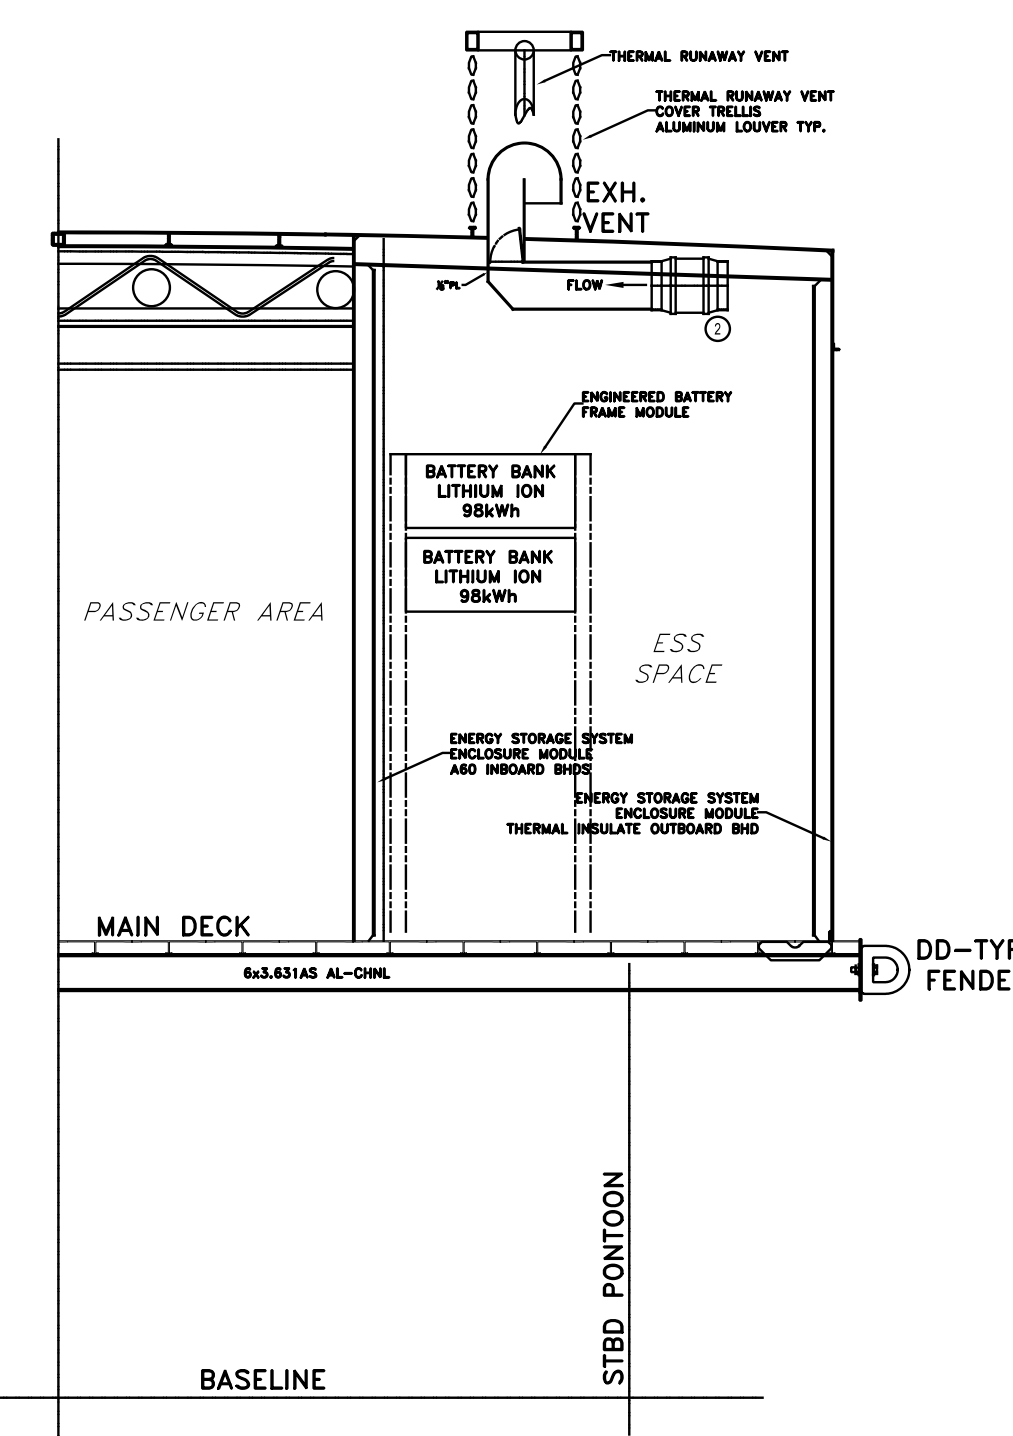 THERMAL RUNAWAY VENT
THERMAL RUNAWAY VENT
COVER TRELLIS
ALUMINUM LOUVER TYP.
EXH.
VENT
PL
FLOW
2
ENGINEERED BATTERY
FRAME MODULE
BATTERY BANK
LITHIUM ION
98kWh
BATTERY BANK
LITHIUM ION
98kWh
PASSENGER AREA
ESS
SPACE
ENERGY STORAGE SYSTEM
ENCLOSURE MODULE
A60 INBOARD BHDS
ENERGY STORAGE SYSTEM
ENCLOSURE MODULE
THERMAL INSULATE OUTBOARD BHD
MAIN DECK
DD-TYP
FENDE
6x3.631AS AL-CHNL
STBD PONTOON
BASELINE